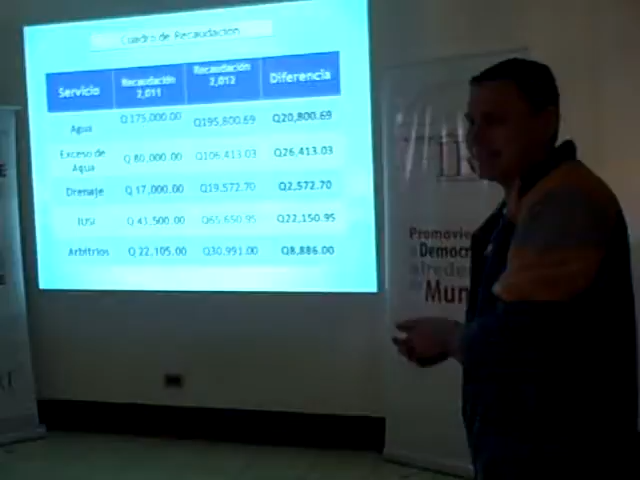 Cuadro de Recaudacion
Servicio Recaudación 2,011 Recaudación 2,012 Diferencia
Agua Q 175,000.00 Q195,800.69 Q20,800.69
Exceso de Agua Q 80,000.00 Q106,413.03 Q26,413.03
Drenaje Q 17,000.00 Q19,572.70 Q2,572.70
IUSI Q 43,500.00 Q65,650.95 Q22,150.95
Arbitrios Q 22,105.00 Q30,991.00 Q8,886.00
Promovie
Democr
alrede
Mun